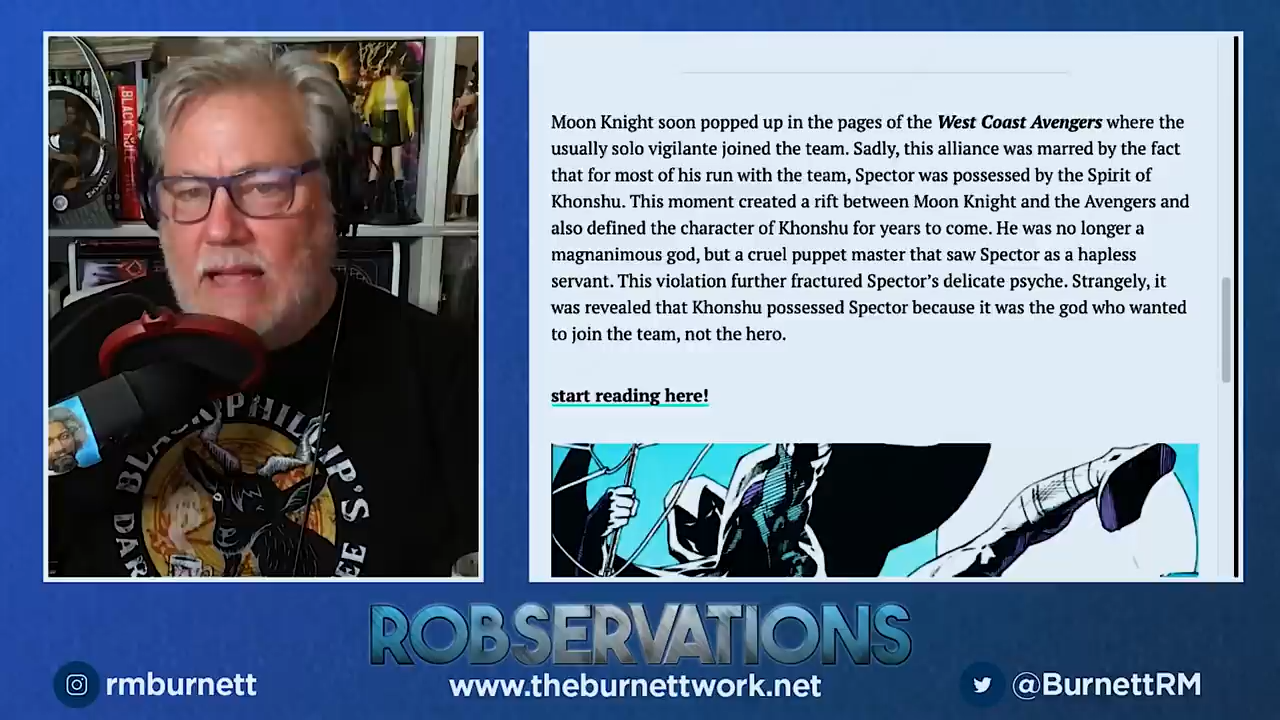 BLACK HOLE
BLACK PHILLIP'S
DAR
EE
Moon Knight soon popped up in the pages of the West Coast Avengers where the
usually solo vigilante joined the team. Sadly, this alliance was marred by the fact
that for most of his run with the team, Spector was possessed by the Spirit of
Khonshu. This moment created a rift between Moon Knight and the Avengers and
also defined the character of Khonshu for years to come. He was no longer a
magnanimous god, but a cruel puppet master that saw Spector as a hapless
servant. This violation further fractured Spector’s delicate psyche. Strangely, it
was revealed that Khonshu possessed Spector because it was the god who wanted
to join the team, not the hero.
start reading here!
ROBSERVATIONS
rmburnett
www.theburnettwork.net
@BurnettRM